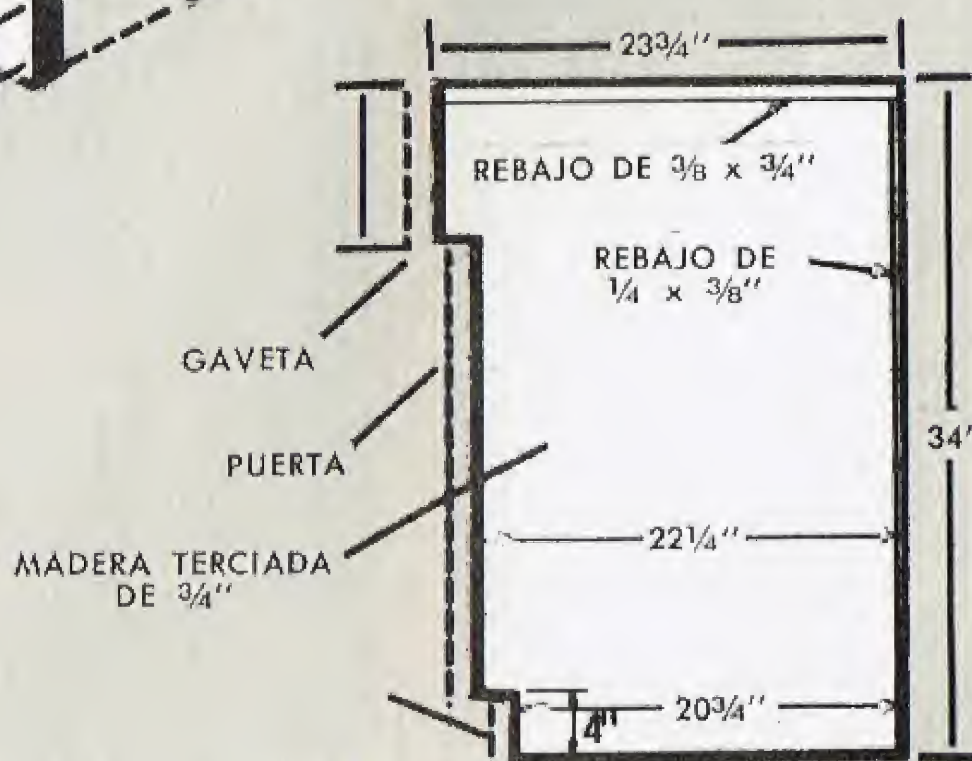 23¾"
REBAJO DE ⅜ x ¾"
REBAJO DE
¼ x ⅜"
GAVETA
PUERTA
34"
22¼"
MADERA TERCIADA
DE ¾"
20¾"
4"